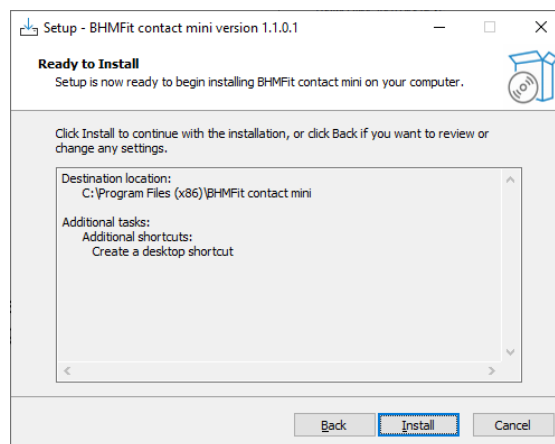 Setup - BHMFit contact mini version 1.1.0.1
Ready to Install
Setup is now ready to begin installing BHMFit contact mini on your computer.
Click Install to continue with the installation, or click Back if you want to review or
change any settings.
Destination location:
C:\Program Files (x86)\BHMFit contact mini
Additional tasks:
Additional shortcuts:
Create a desktop shortcut
Back
Install
Cancel